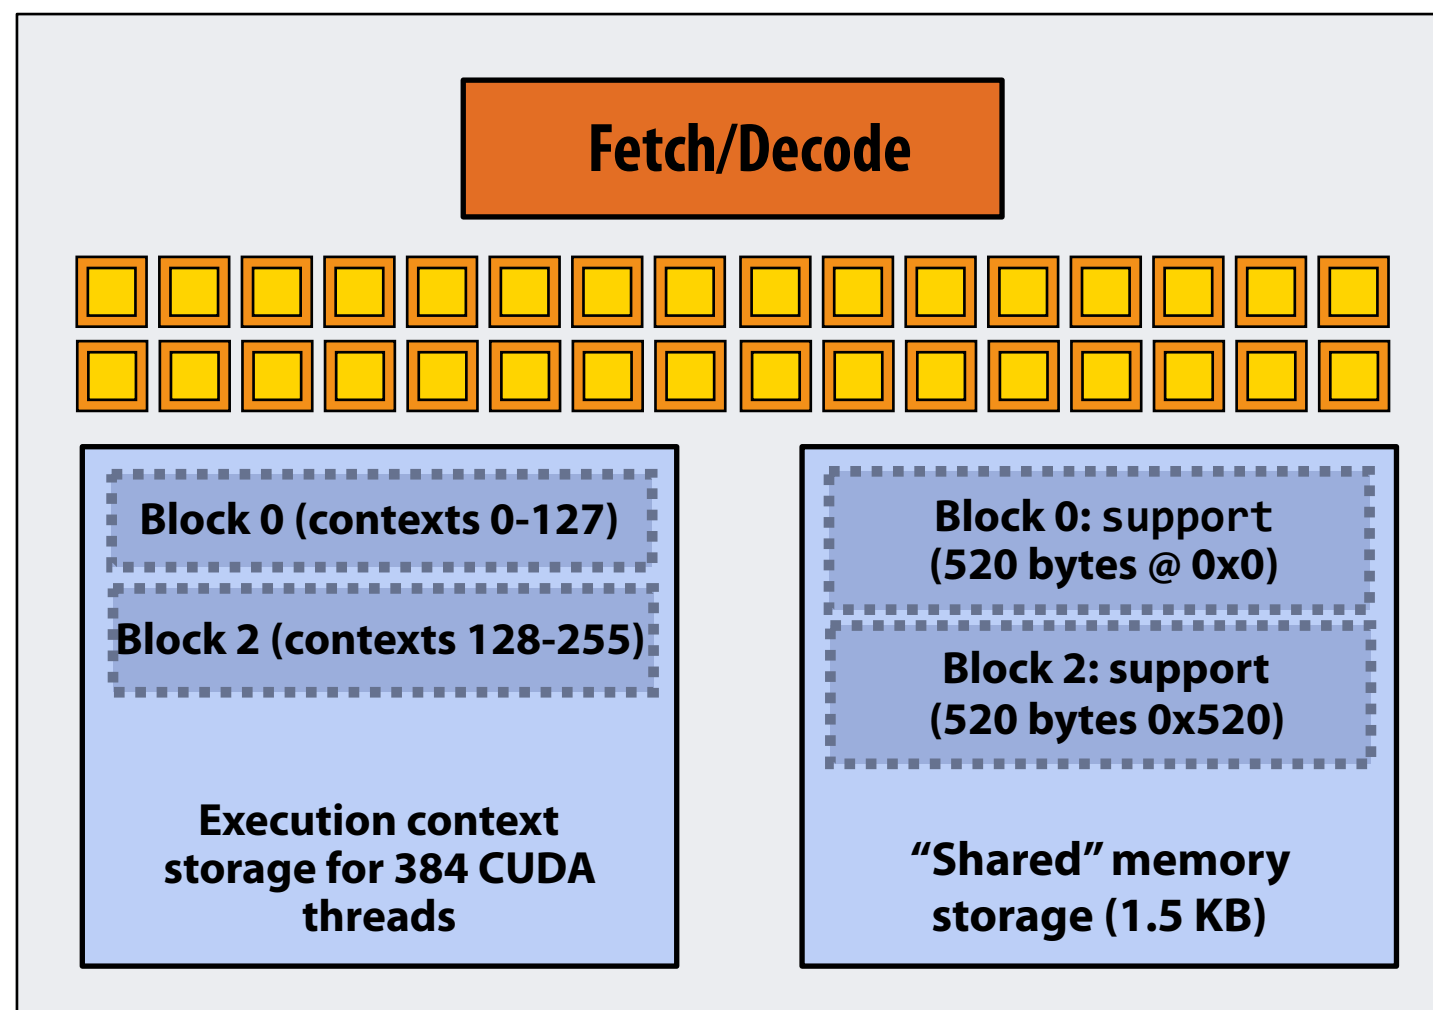 Fetch/Decode
Block 0 (contexts 0-127)
Block 2 (contexts 128-255)
Execution context
storage for 384 CUDA
threads
Block 0: support
(520 bytes @ 0x0)
Block 2: support
(520 bytes 0x520)
“Shared” memory
storage (1.5 KB)